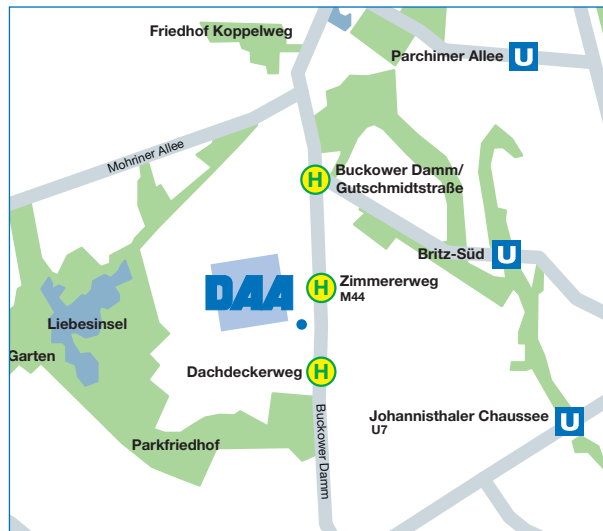 Friedhof Koppelweg
Parchimer Allee
U
Mohriner Allee
H
Buckower Damm/
Gutschmidtstraße
Britz-Süd
U
DAA
H
Zimmererweg
M44
Liebesinsel
Garten
Dachdeckerweg
H
Buckower Damm
Johannisthaler Chaussee
U7
U
Parkfriedhof